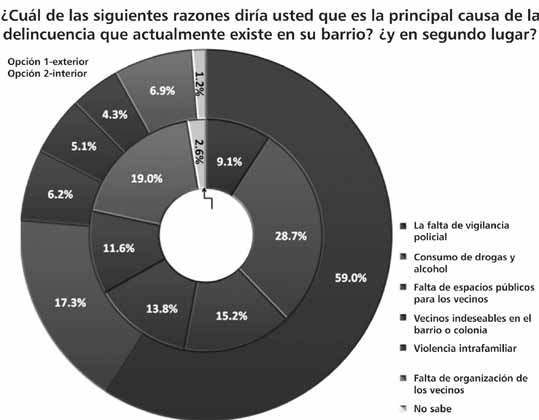 ¿Cuál de las siguientes razones diría usted que es la principal causa de la
delincuencia que actualmente existe en su barrio? ¿y en segundo lugar?
Opción 1-exterior
Opción 2-interior
1.2%
6.9%
4.3%
5.1%
6.2%
17.3%
59.0%
2.6%
9.1%
19.0%
28.7%
11.6%
13.8%
15.2%
La falta de vigilancia
policial
Consumo de drogas y
alcohol
Falta de espacios públicos
para los vecinos
Vecinos indeseables en el
barrio o colonia
Violencia intrafamiliar
Falta de organización de
los vecinos
No sabe